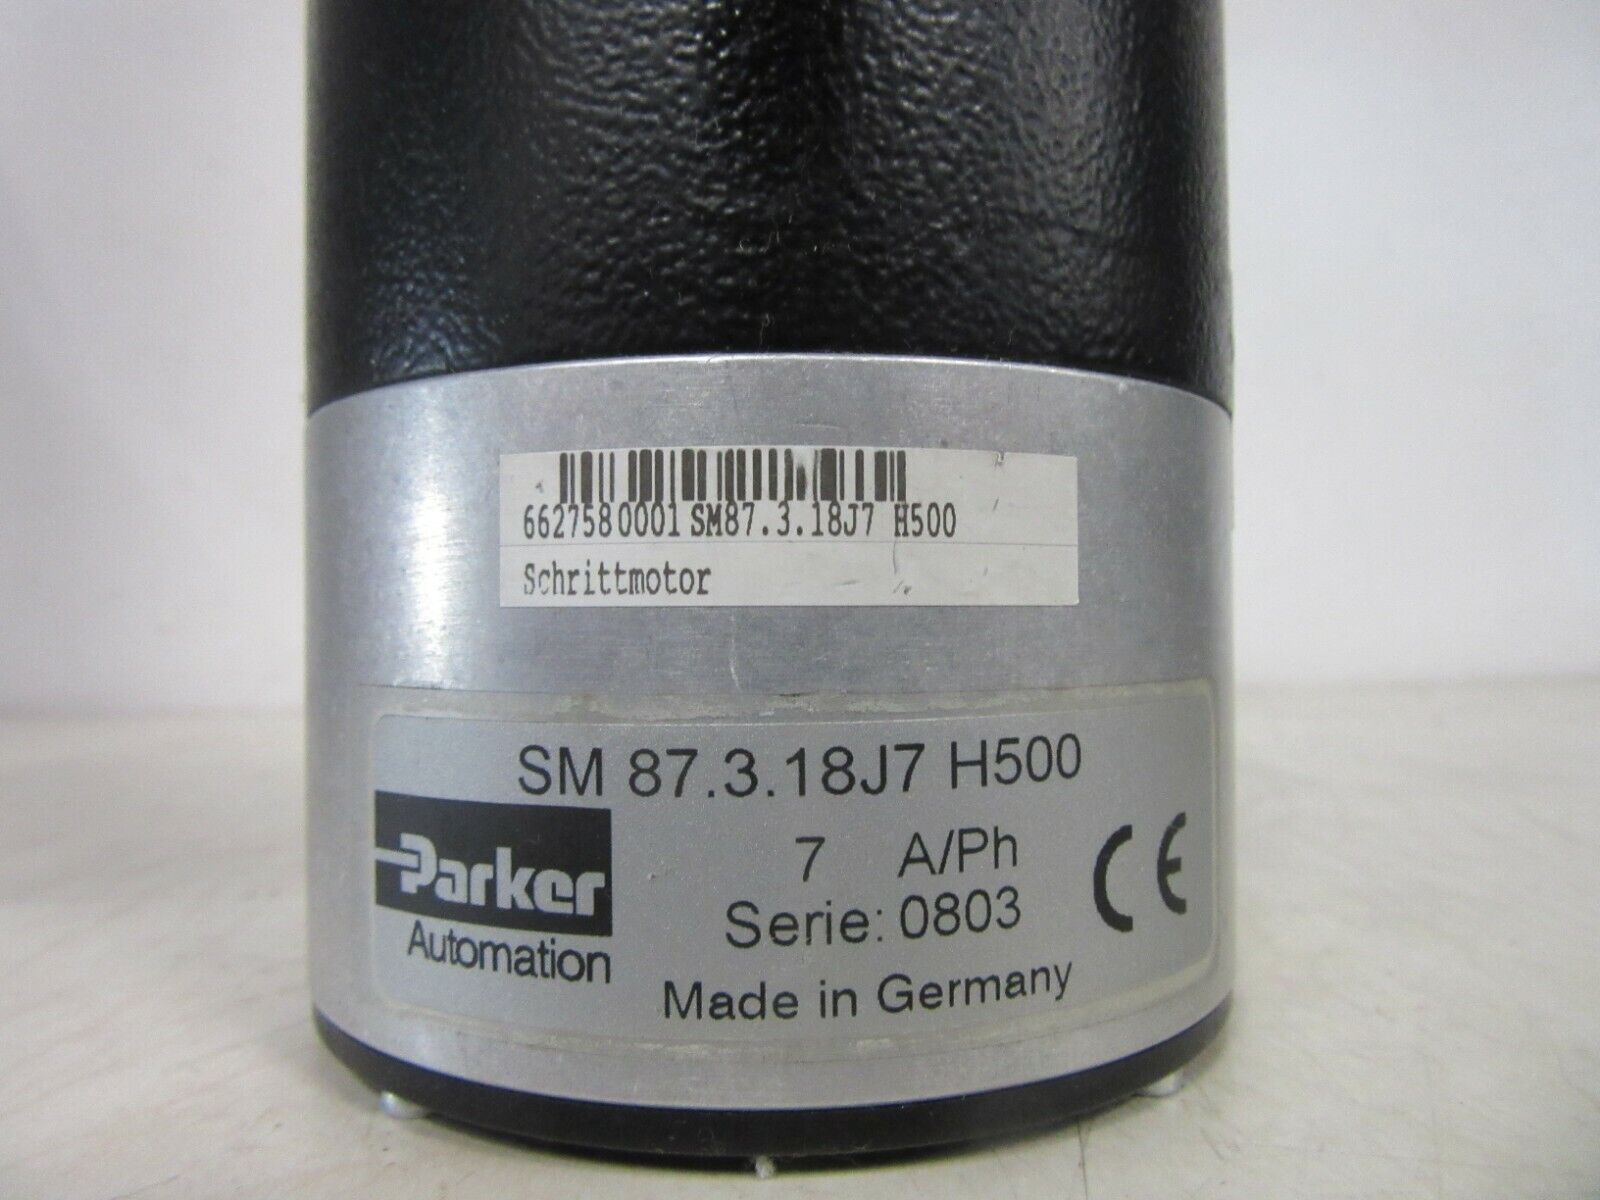 6627580001 SM87.3.18J7 H500
Schrittmotor
SM 87.3.18J7 H500
Parker
Automation
7 A/Ph
Serie: 0803
CE
Made in Germany